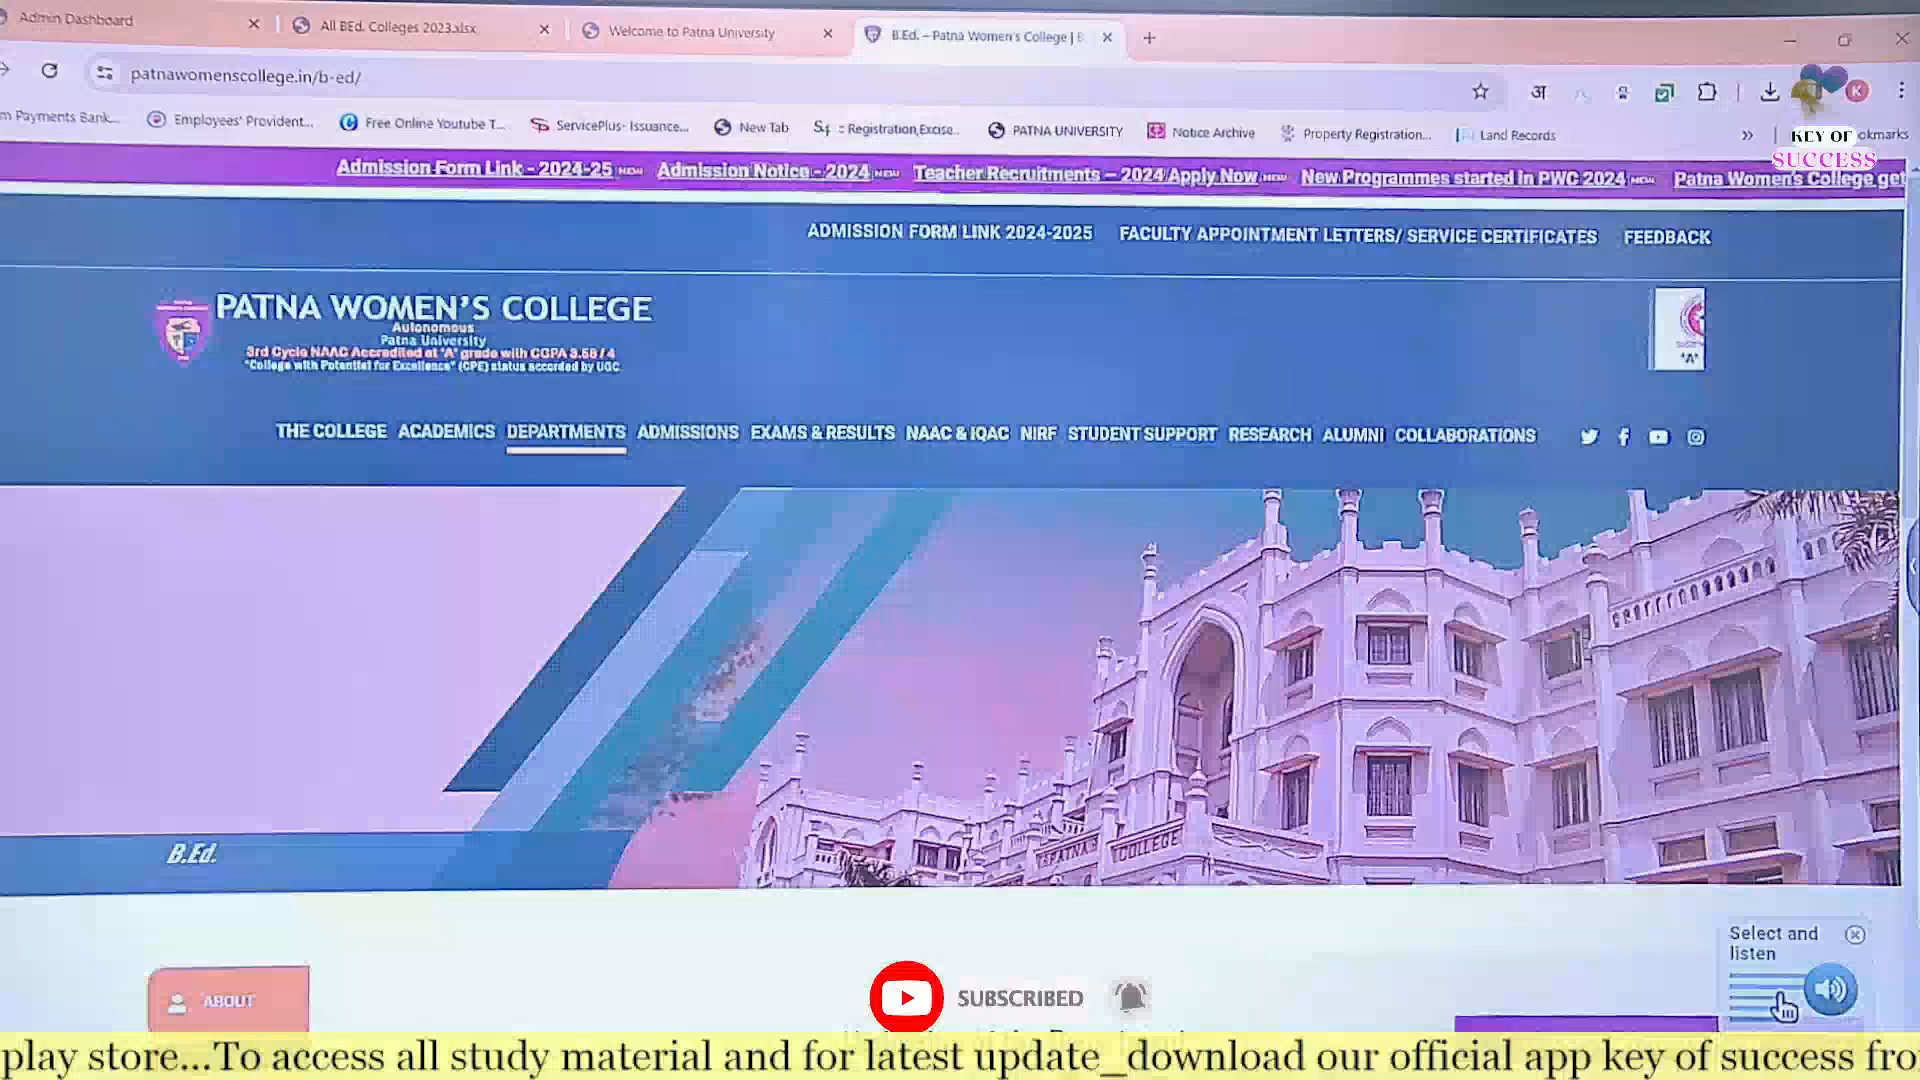 Admin Dashboard
All BEd. Colleges 2023.xlsx
Welcome to Patna University
B.Ed. – Patna Women's College | B
patnawomenscollege.in/b-ed/
अ
K
m Payments Bank...
Employees' Provident...
Free Online Youtube T...
ServicePlus- Issuance...
New Tab
:: Registration,Excise..
PATNA UNIVERSITY
Notice Archive
Property Registration...
Land Records
»
okmarks
KEY OF
SUCCESS
Admission Form Link - 2024-25 NEW Admission Notice - 2024 NEW Teacher Recruitments – 2024 Apply Now NEW New Programmes started in PWC 2024 NEW Patna Women's College get
ADMISSION FORM LINK 2024-2025 FACULTY APPOINTMENT LETTERS/ SERVICE CERTIFICATES FEEDBACK
PATNA WOMEN'S COLLEGE
Autonomous
Patna University
3rd Cycle NAAC Accredited at 'A' grade with CGPA 3.58 / 4
"College with Potential for Excellence" (CPE) status accorded by UGC
"A"
THE COLLEGE ACADEMICS DEPARTMENTS ADMISSIONS EXAMS & RESULTS NAAC & IQAC NIRF STUDENT SUPPORT RESEARCH ALUMNI COLLABORATIONS
PATNA
COLLEGE
B.Ed.
Select and
listen
ABOUT
SUBSCRIBED
play store...To access all study material and for latest update_download our official app key of success fro